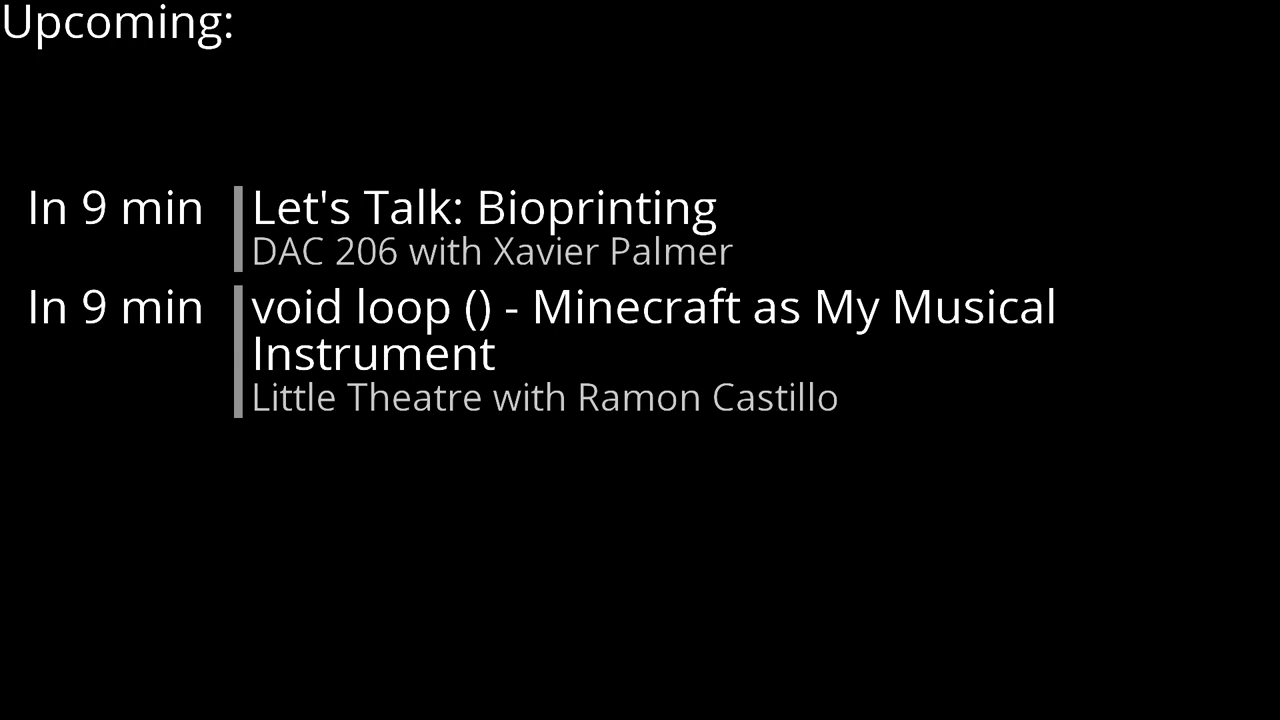 Upcoming:
In 9 min
Let's Talk: Bioprinting
DAC 206 with Xavier Palmer
In 9 min
void loop () - Minecraft as My Musical
Instrument
Little Theatre with Ramon Castillo